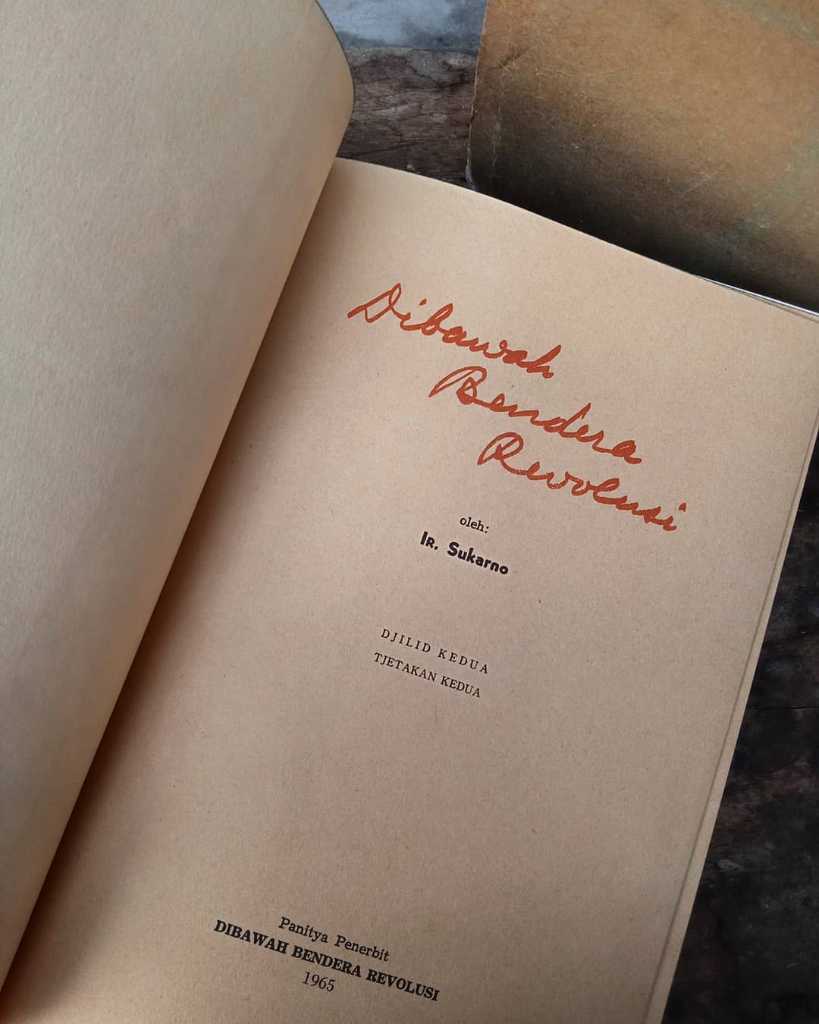 Dibawah
Bendera
Revolusi
oleh:
Ir. Sukarno
DJILID KEDUA
TJETAKAN KEDUA
Panitya Penerbit
DIBAWAH BENDERA REVOLUSI
1965